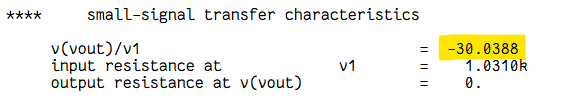 **** small-signal transfer characteristics
v(vout)/v1 = -30.0388
input resistance at v1 = 1.0310k
output resistance at v(vout) = 0.